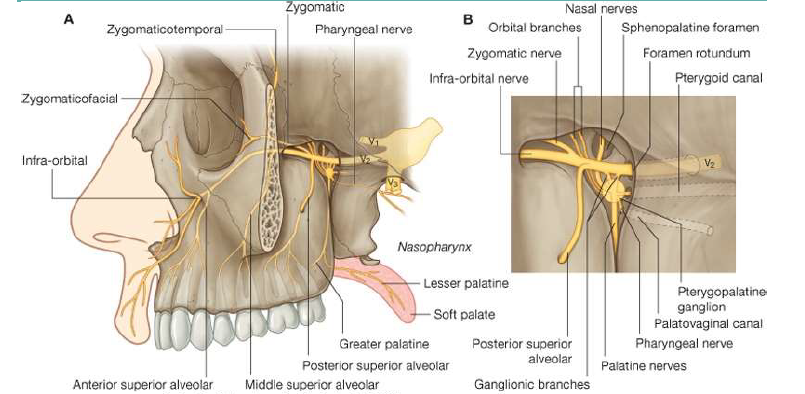 A
Zygomatic
Zygomaticotemporal
Pharyngeal nerve
Zygomaticofacial
Infra-orbital
V1
V2
V3
Nasopharynx
Lesser palatine
Soft palate
Greater palatine
Posterior superior alveolar
Anterior superior alveolar
Middle superior alveolar
B
Nasal nerves
Orbital branches
Sphenopalatine foramen
Zygomatic nerve
Foramen rotundum
Infra-orbital nerve
Pterygoid canal
V2
Pterygopalatine
ganglion
Palatovaginal canal
Posterior superior
alveolar
Pharyngeal nerve
Palatine nerves
Ganglionic branches